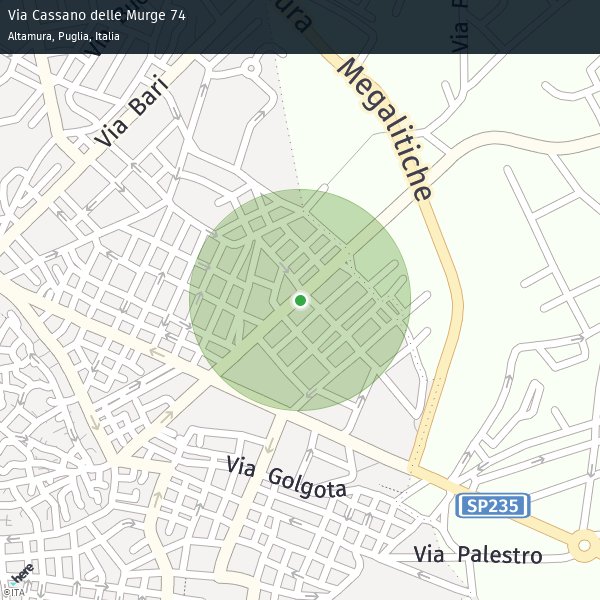 Via Cassano delle Murge 74
Altamura, Puglia, Italia
Via Bari
Megalitiche
Via Golgota
SP235
Via Palestro
here
©ITA